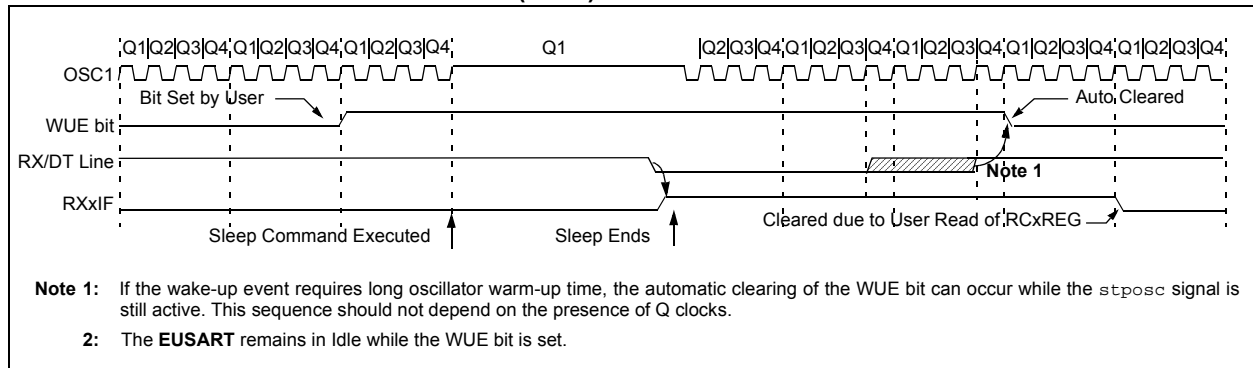 Q1 Q2 Q3 Q4 Q1 Q2 Q3 Q4 Q1 Q2 Q3 Q4 Q1 Q2 Q3 Q4 Q1 Q2 Q3 Q4 Q1 Q2 Q3 Q4 Q1 Q2 Q3 Q4 Q1 Q2 Q3 Q4
OSC1
Bit Set by User
Auto Cleared
WUE bit
RX/DT Line
Note 1
RXxIF
Cleared due to User Read of RCxREG
Sleep Command Executed
Sleep Ends
Note 1: If the wake-up event requires long oscillator warm-up time, the automatic clearing of the WUE bit can occur while the stposc signal is
still active. This sequence should not depend on the presence of Q clocks.
2: The EUSART remains in Idle while the WUE bit is set.